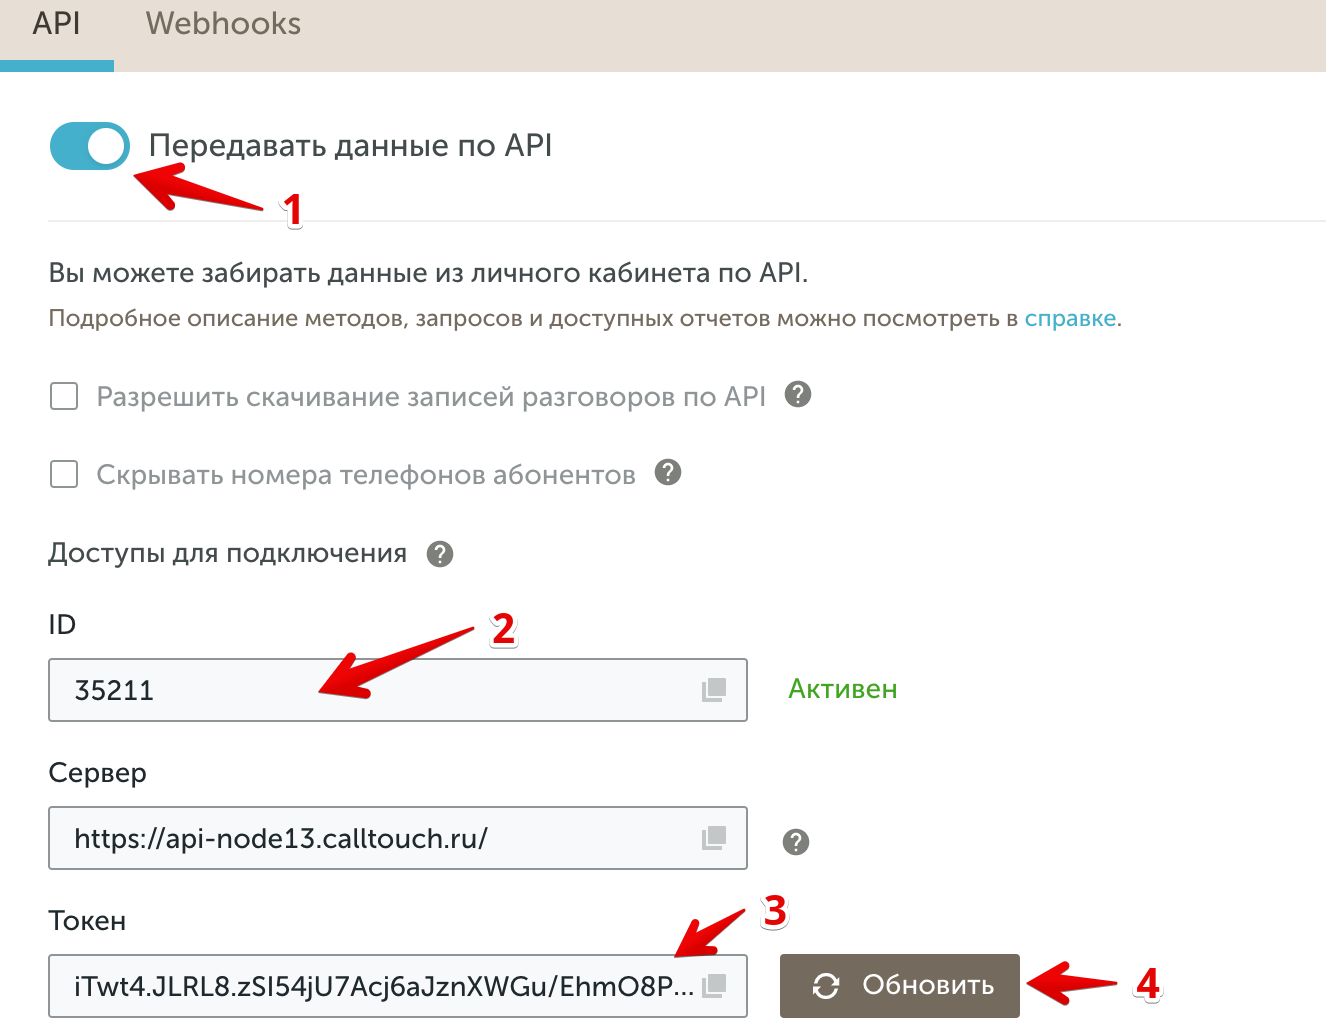 API Webhooks
Передавать данные по API
1
Вы можете забирать данные из личного кабинета по API.
Подробное описание методов, запросов и доступных отчетов можно посмотреть в справке.
Разрешить скачивание записей разговоров по API ?
Скрывать номера телефонов абонентов ?
Доступы для подключения ?
ID
2
35211
Активен
Сервер
https://api-node13.calltouch.ru/
?
Токен
3
iTwt4.JLRL8.zSI54jU7Acj6aJznXWGu/EhmO8P...
Обновить
4